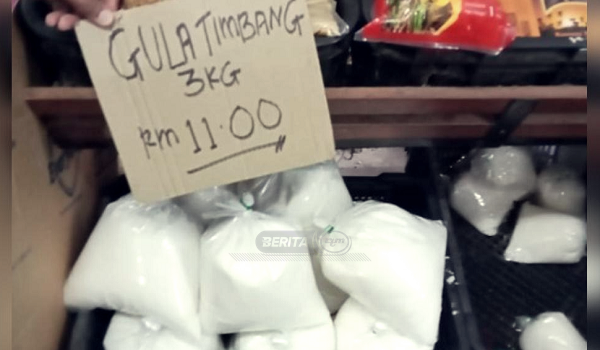 GULA TIMBANG
3KG
RM 11.00
BERITA